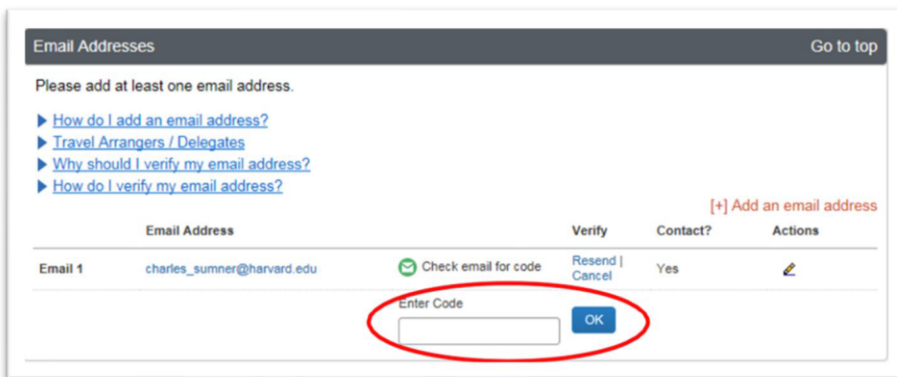 Email Addresses Go to top
Please add at least one email address.
How do I add an email address?
Travel Arrangers / Delegates
Why should I verify my email address?
How do I verify my email address?
[+] Add an email address
Email Address Verify Contact? Actions
Email 1 charles_sumner@harvard.edu Check email for code Resend | Yes
Cancel
Enter Code
OK